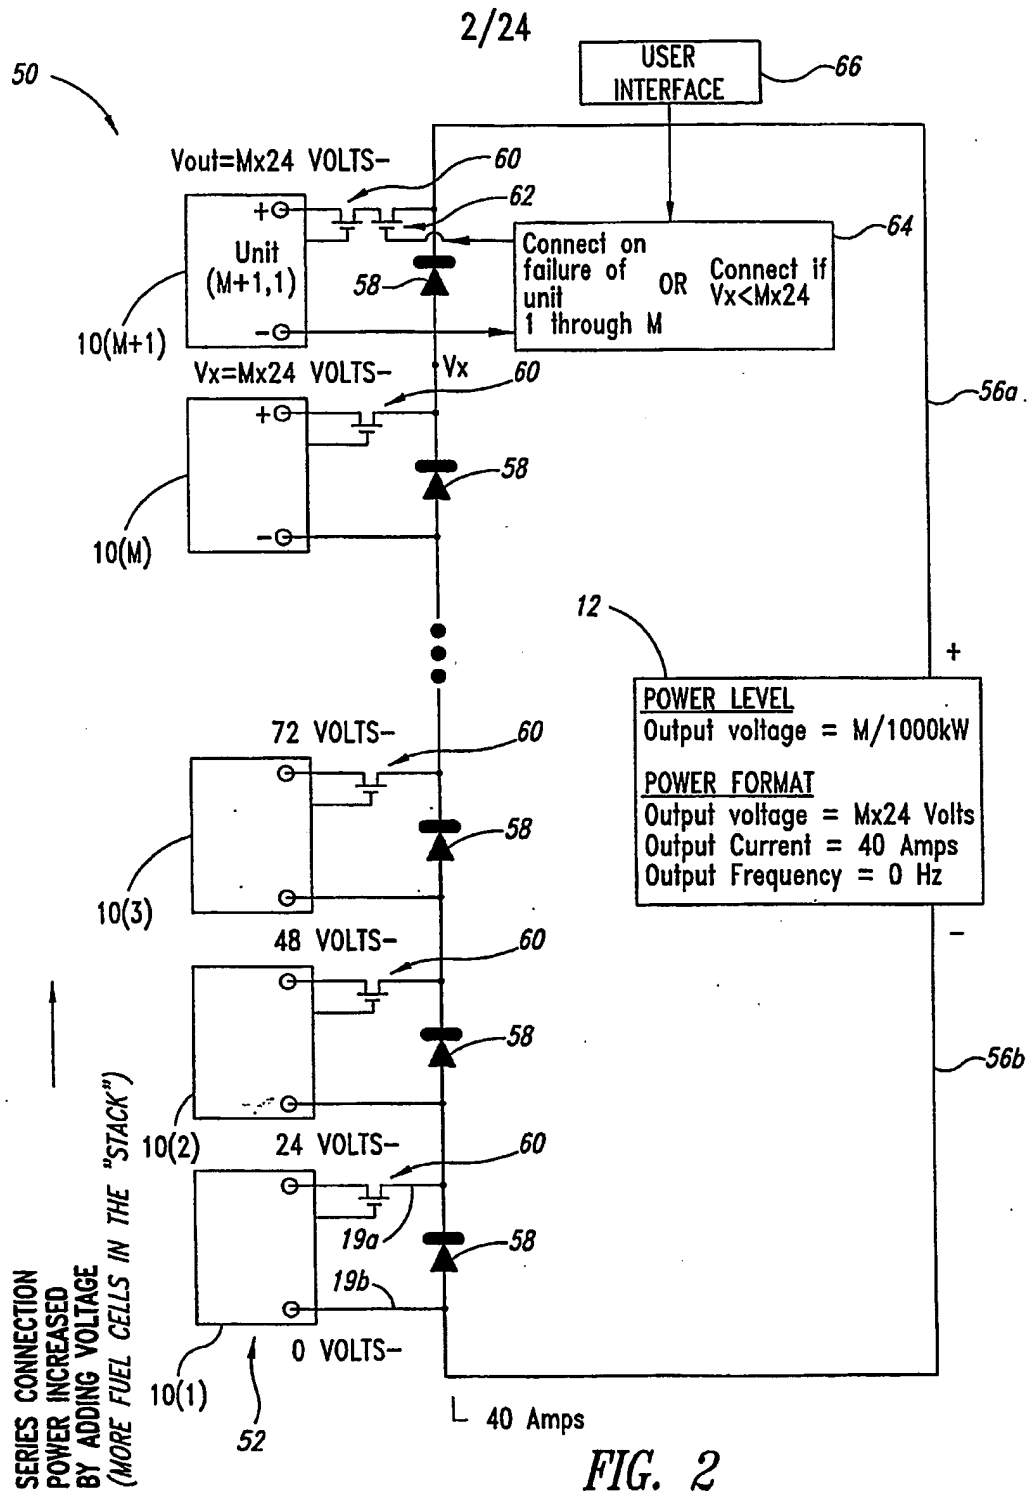 2/24
50
USER
INTERFACE
66
Vout=Mx24 VOLTS-
60
62
64
+
Unit
(M+1,1)
-
58
Connect on
failure of
unit
1 through M
OR
Connect if
Vx<Mx24
10(M+1)
Vx=Mx24 VOLTS-
Vx
60
56a
+
-
58
10(M)
12
+
72 VOLTS-
60
POWER LEVEL
Output voltage = M/1000kW
POWER FORMAT
Output voltage = Mx24 Volts
Output Current = 40 Amps
Output Frequency = 0 Hz
58
10(3)
-
48 VOLTS-
60
58
56b
10(2)
24 VOLTS-
60
19a
58
19b
10(1)
0 VOLTS-
52
40 Amps
SERIES CONNECTION
POWER INCREASED
BY ADDING VOLTAGE
(MORE FUEL CELLS IN THE "STACK")
FIG. 2